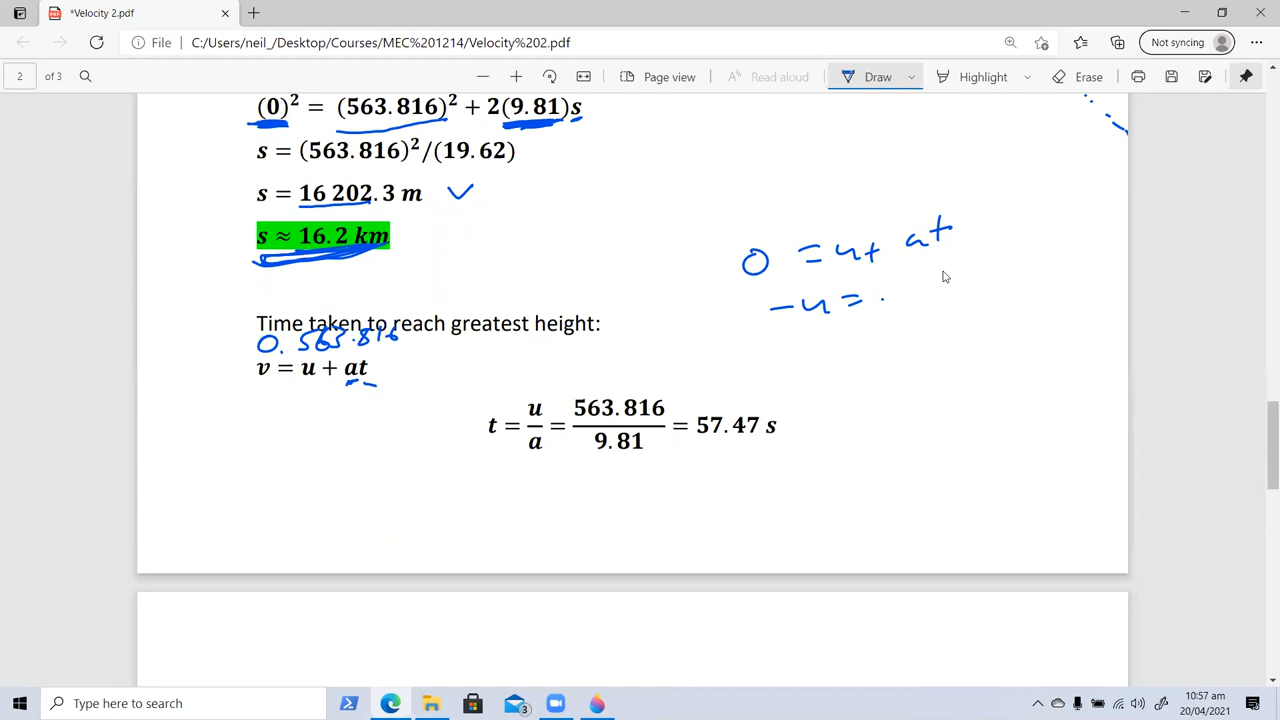 *Velocity 2.pdf
File
C:/Users/neil_/Desktop/Courses/MEC%201214/Velocity%202.pdf
Not syncing
2
of 3
Page view
Read aloud
Draw
Highlight
Erase
(0)² = (563.816)² + 2(9.81)s
s = (563.816)²/(19.62)
s = 16 202.3 m
s ≈ 16.2 km
0 = u + at
-u = .
Time taken to reach greatest height:
0. 563.816
v = u + at
t = u/a = 563.816/9.81 = 57.47 s
Type here to search
3
10:57 am
20/04/2021